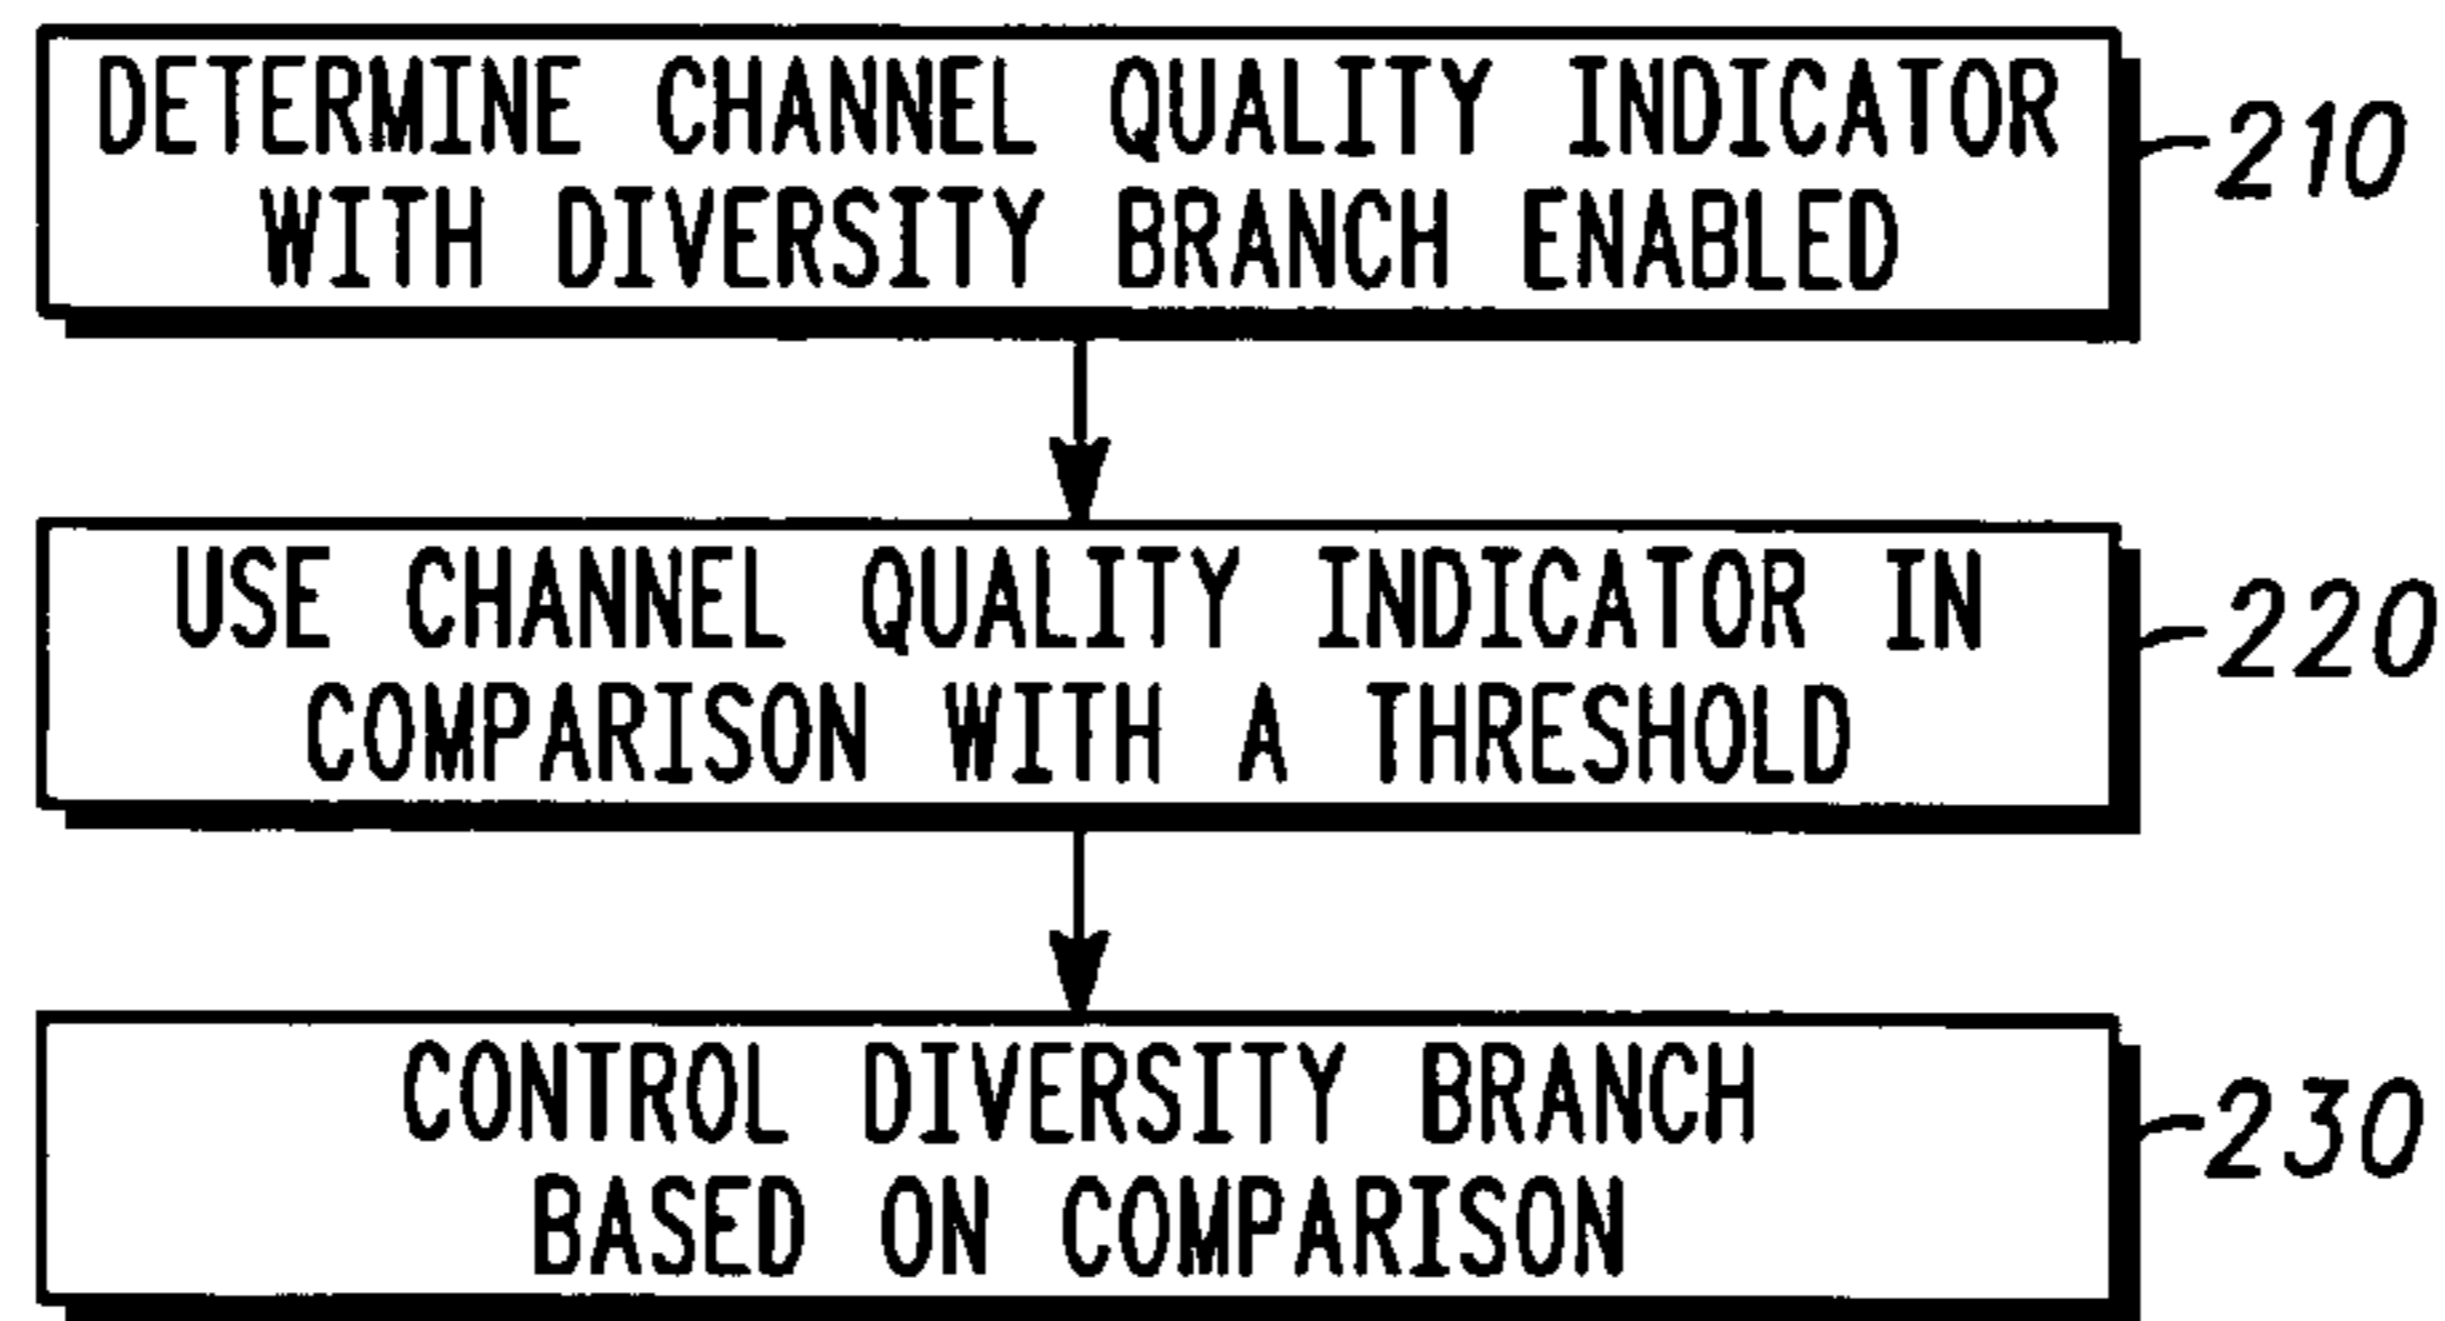 DETERMINE CHANNEL QUALITY INDICATOR
WITH DIVERSITY BRANCH ENABLED
210
USE CHANNEL QUALITY INDICATOR IN
COMPARISON WITH A THRESHOLD
220
CONTROL DIVERSITY BRANCH
BASED ON COMPARISON
230